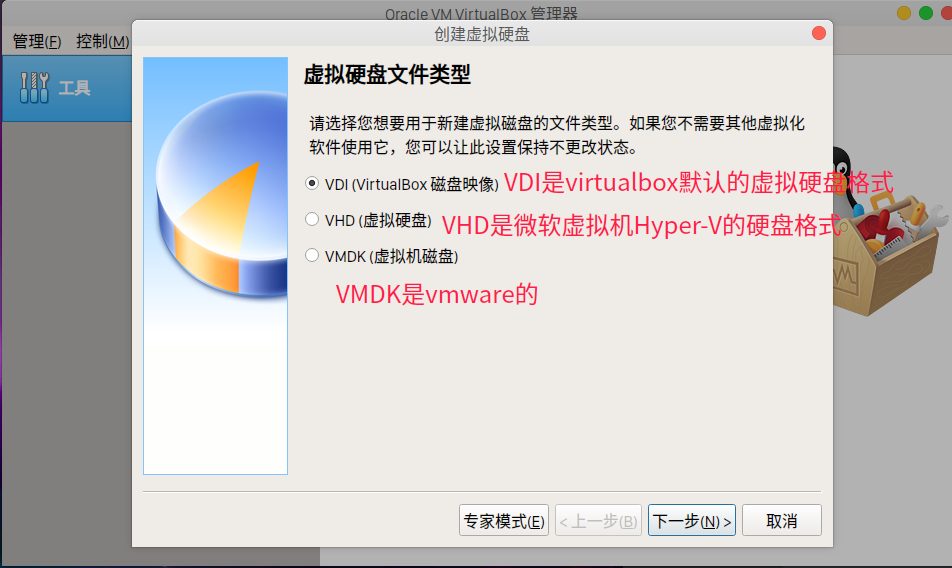 Oracle VM VirtualBox 管理器
管理(F) 控制(M)
创建虚拟硬盘
工具
虚拟硬盘文件类型
请选择您想要用于新建虚拟磁盘的文件类型。如果您不需要其他虚拟化
软件使用它，您可以让此设置保持不更改状态。
VDI (VirtualBox 磁盘映像) VDI是virtualbox默认的虚拟硬盘格式
VHD (虚拟硬盘) VHD是微软虚拟机Hyper-V的硬盘格式
VMDK (虚拟机磁盘)
VMDK是vmware的
专家模式(E) < 上一步(B) 下一步(N) > 取消